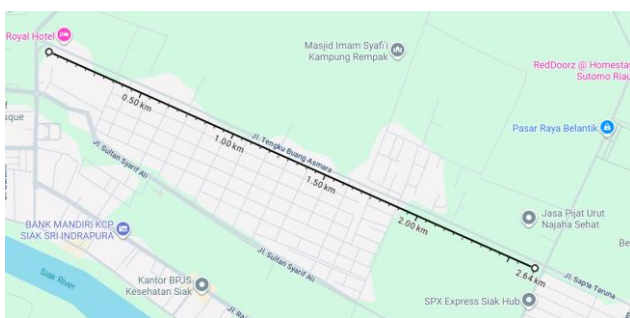 Royal Hotel
Masjid Imam Syafi'i
Kampung Rempak
RedDoorz @ Homesta
Sutomo Riau
0.50 km
sque
1.00 km
Jl. Tengku Buang Asmara
Pasar Raya Belantik
Jl. Sultan Syarif Ali
1.50 km
BANK MANDIRI KCP
SIAK SRI INDRAPURA
2.00 km
Jasa Pijat Urut
Najaha Sehat
Be
Jl. Sultan Syarif Ali
Siak River
Kantor BPJS
Kesehatan Siak
2.64 km
Jl. Sapta Taruna
SPX Express Siak Hub